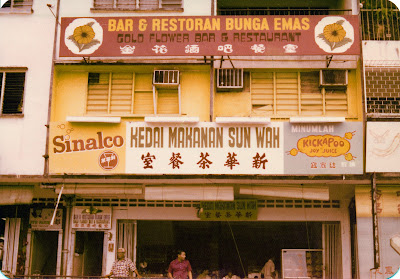 BAR & RESTORAN BUNGA EMAS
GOLD FLOWER BAR & RESTAURANT
金花酒吧餐室
Sinalco
KEDAI MAKANAN SUN WAH
新華茶餐室
MINUMLAH
KICKAPOO
JOY JUICE